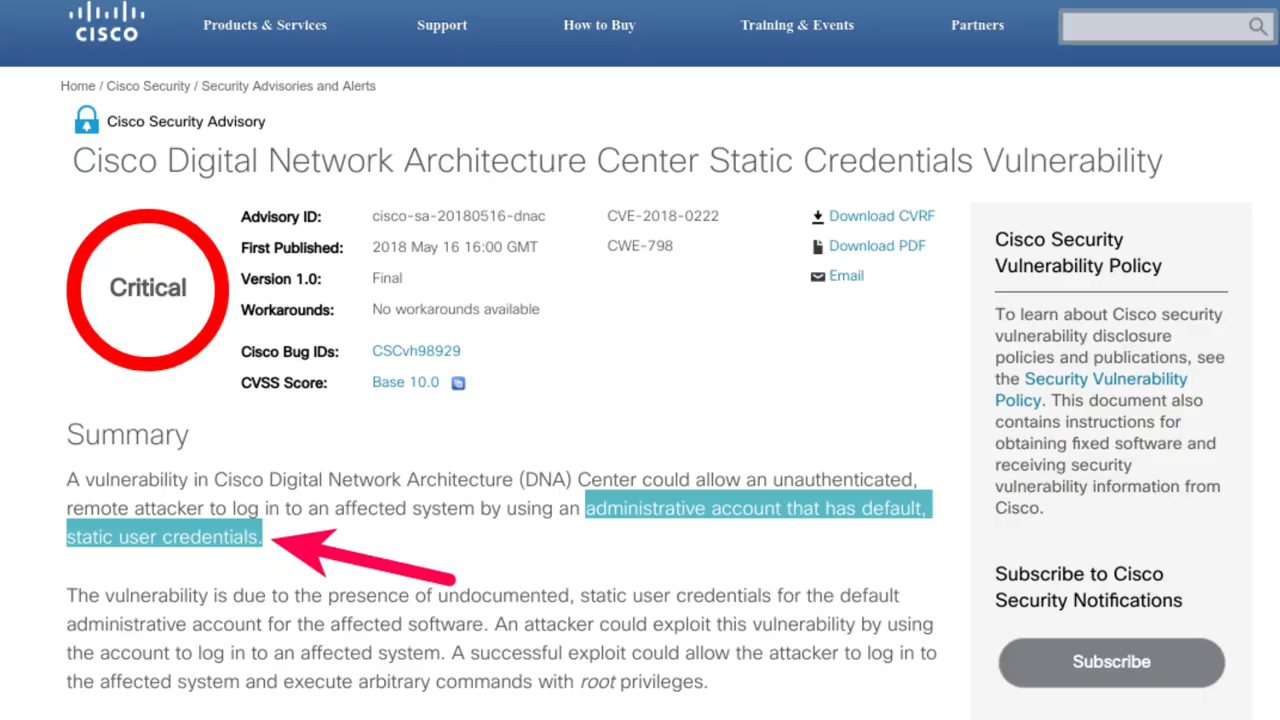 CISCO
Products & Services
Support
How to Buy
Training & Events
Partners
Home / Cisco Security / Security Advisories and Alerts
Cisco Security Advisory
Cisco Digital Network Architecture Center Static Credentials Vulnerability
Critical
Advisory ID: cisco-sa-20180516-dnac
First Published: 2018 May 16 16:00 GMT
Version 1.0: Final
Workarounds: No workarounds available
Cisco Bug IDs: CSCvh98929
CVSS Score: Base 10.0
CVE-2018-0222
CWE-798
Download CVRF
Download PDF
Email
Summary
A vulnerability in Cisco Digital Network Architecture (DNA) Center could allow an unauthenticated,
remote attacker to log in to an affected system by using an administrative account that has default,
static user credentials.
The vulnerability is due to the presence of undocumented, static user credentials for the default
administrative account for the affected software. An attacker could exploit this vulnerability by using
the account to log in to an affected system. A successful exploit could allow the attacker to log in to
the affected system and execute arbitrary commands with root privileges.
Cisco Security
Vulnerability Policy
To learn about Cisco security
vulnerability disclosure
policies and publications, see
the Security Vulnerability
Policy. This document also
contains instructions for
obtaining fixed software and
receiving security
vulnerability information from
Cisco.
Subscribe to Cisco
Security Notifications
Subscribe